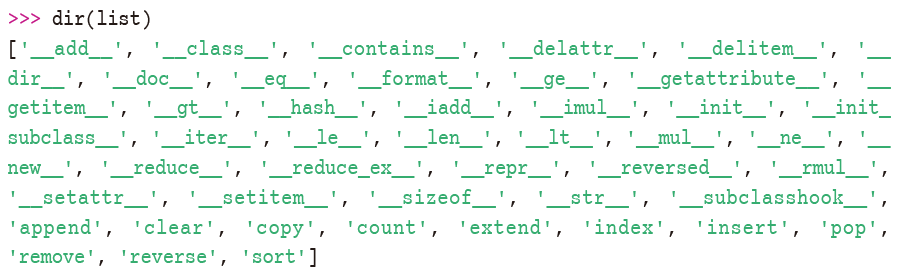 >>> dir(list)
['__add__', '__class__', '__contains__', '__delattr__', '__delitem__', '__
dir__', '__doc__', '__eq__', '__format__', '__ge__', '__getattribute__', '__
getitem__', '__gt__', '__hash__', '__iadd__', '__imul__', '__init__', '__init_
subclass__', '__iter__', '__le__', '__len__', '__lt__', '__mul__', '__ne__', '__
new__', '__reduce__', '__reduce_ex__', '__repr__', '__reversed__', '__rmul__',
'__setattr__', '__setitem__', '__sizeof__', '__str__', '__subclasshook__',
'append', 'clear', 'copy', 'count', 'extend', 'index', 'insert', 'pop',
'remove', 'reverse', 'sort']